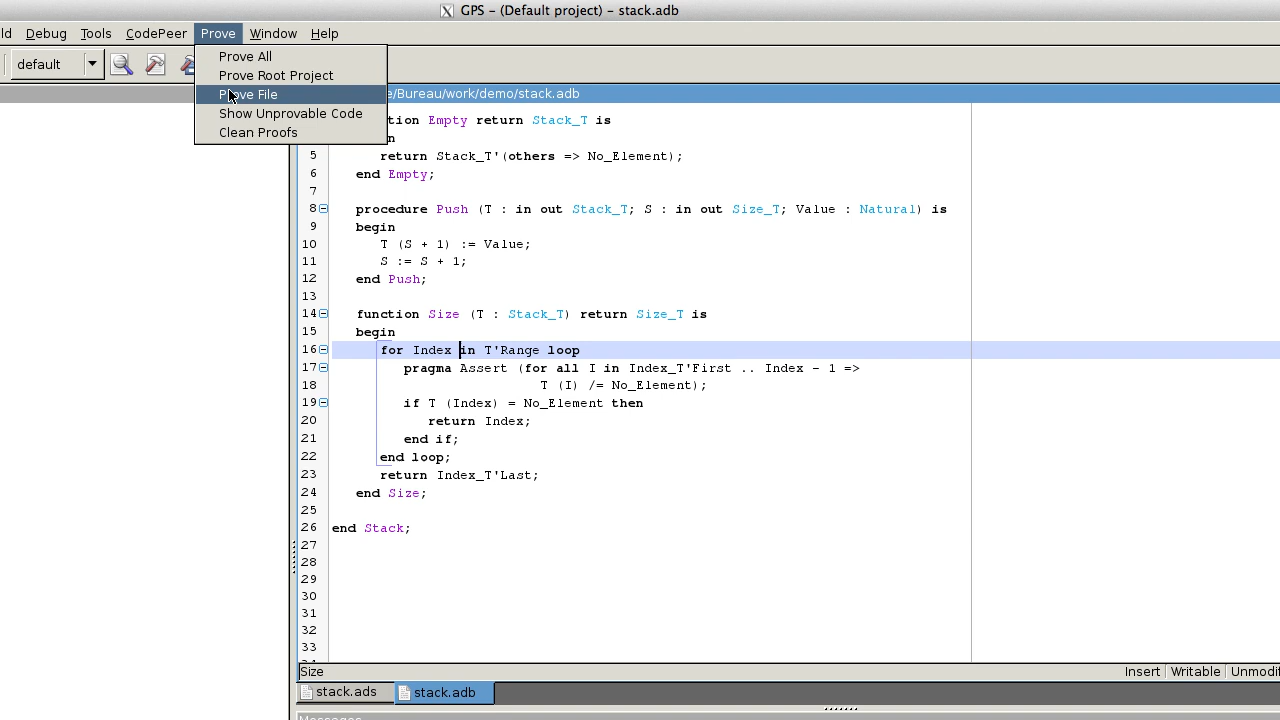 GPS - (Default project) - stack.adb
ld Debug Tools CodePeer Prove Window Help
default
Prove All
Prove Root Project
Prove File
Show Unprovable Code
Clean Proofs
e/Bureau/work/demo/stack.adb
tion Empty return Stack_T is
n
5 return Stack_T'(others => No_Element);
6 end Empty;
7
8 procedure Push (T : in out Stack_T; S : in out Size_T; Value : Natural) is
9 begin
10 T (S + 1) := Value;
11 S := S + 1;
12 end Push;
13
14 function Size (T : Stack_T) return Size_T is
15 begin
16 for Index in T'Range loop
17 pragma Assert (for all I in Index_T'First .. Index - 1 =>
18 T (I) /= No_Element);
19 if T (Index) = No_Element then
20 return Index;
21 end if;
22 end loop;
23 return Index_T'Last;
24 end Size;
25
26 end Stack;
27
28
29
30
31
32
33
Size
Insert Writable Unmodi
stack.ads stack.adb
Messages